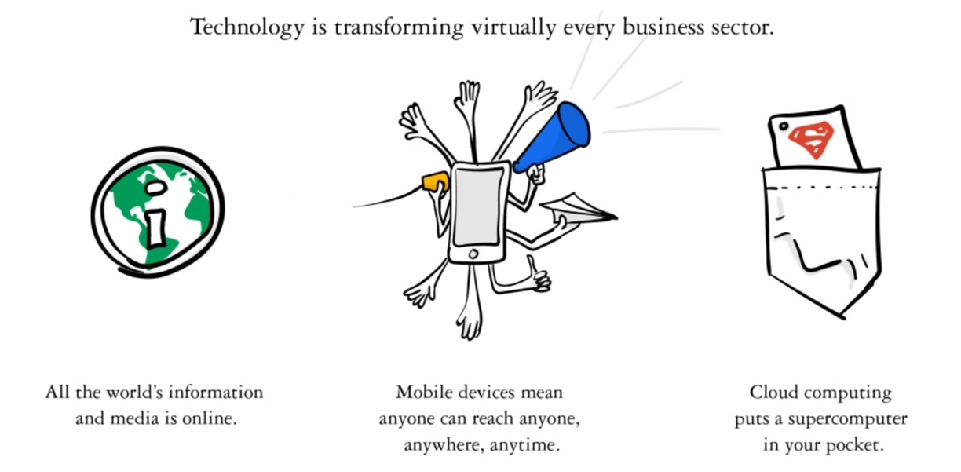 Technology is transforming virtually every business sector.
All the world's information
and media is online.
Mobile devices mean
anyone can reach anyone,
anywhere, anytime.
Cloud computing
puts a supercomputer
in your pocket.